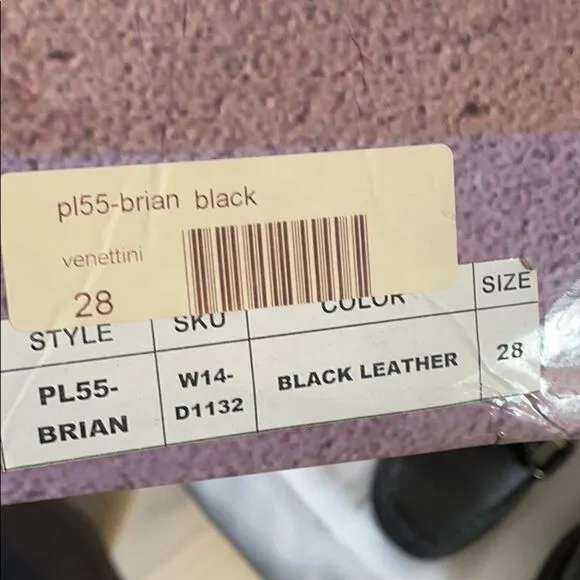 pl55-brian black
venettini
28
STYLE SKU COLOR SIZE
PL55-
BRIAN
W14-
D1132
BLACK LEATHER
28